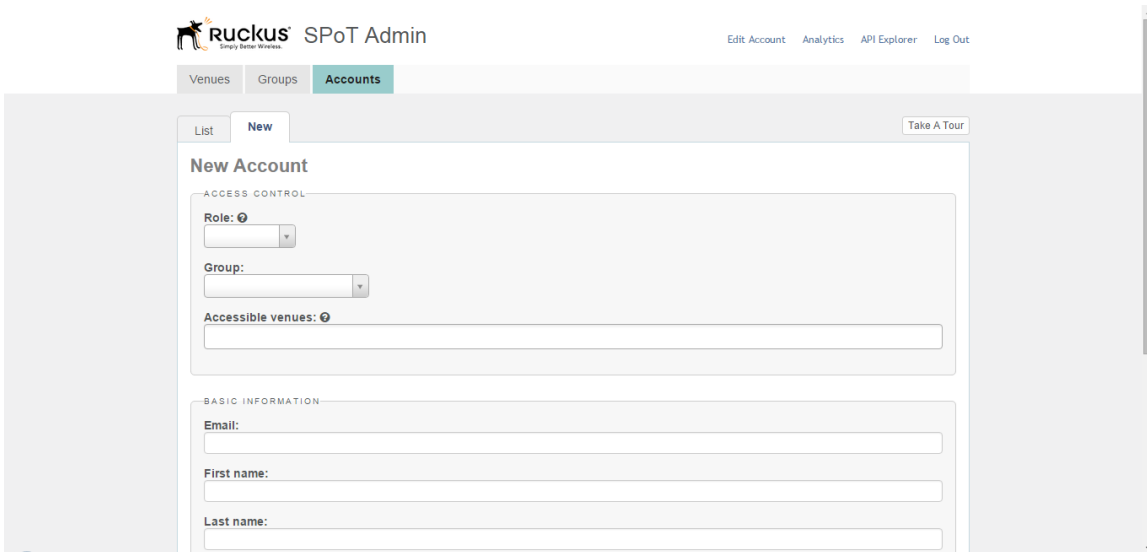 Ruckus SPoT Admin
Simply Better Wireless.
Edit Account Analytics API Explorer Log Out
Venues Groups Accounts
List New Take A Tour
New Account
ACCESS CONTROL
Role:
Group:
Accessible venues:
BASIC INFORMATION
Email:
First name:
Last name: